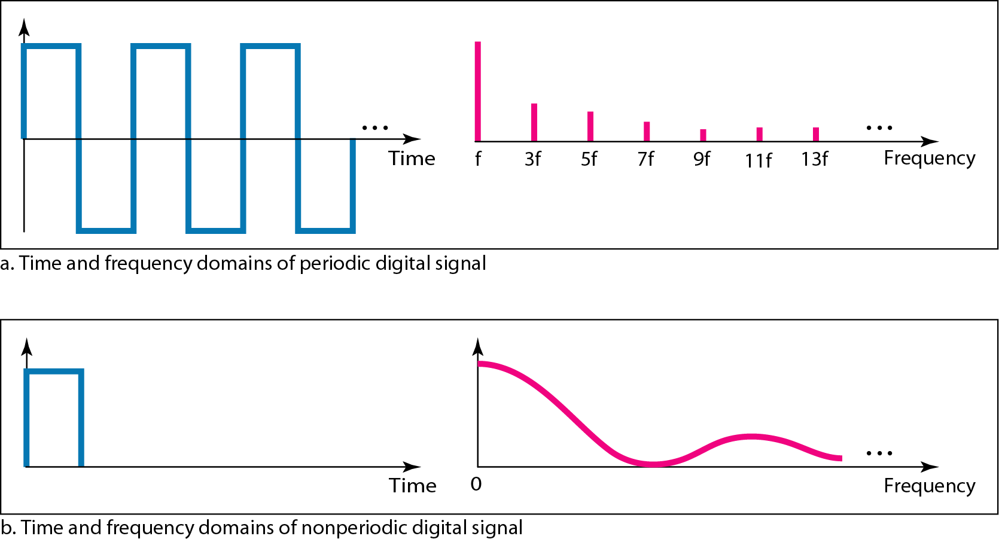 ...
Time
...
f 3f 5f 7f 9f 11f 13f
Frequency
a. Time and frequency domains of periodic digital signal
Time
...
0
Frequency
b. Time and frequency domains of nonperiodic digital signal